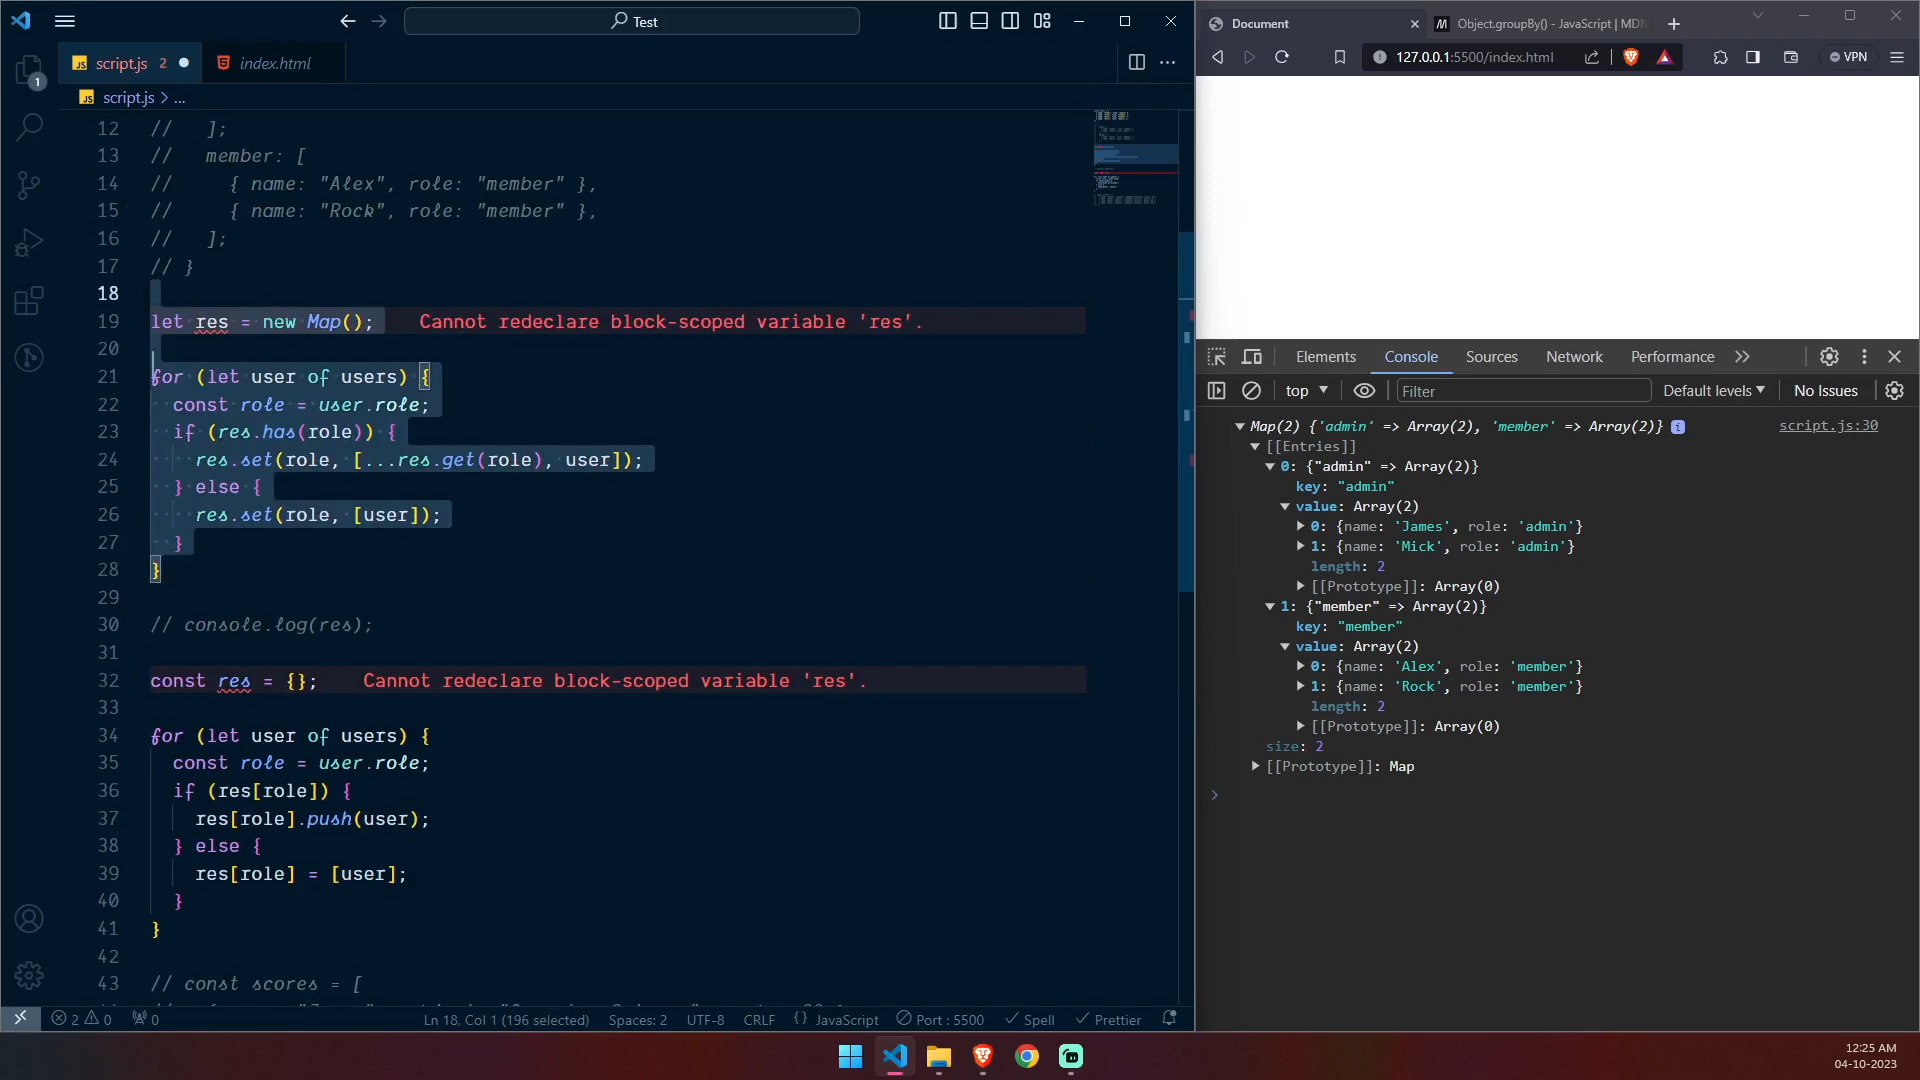 Test
script.js 2
index.html
script.js > ...
12 // ];
13 // member: [
14 // { name: "Alex", role: "member" },
15 // { name: "Rock", role: "member" },
16 // ];
17 // }
18
19 let res = new Map(); Cannot redeclare block-scoped variable 'res'.
20
21 for (let user of users) {
22 const role = user.role;
23 if (res.has(role)) {
24 res.set(role, [...res.get(role), user]);
25 } else {
26 res.set(role, [user]);
27 }
28 }
29
30 // console.log(res);
31
32 const res = {}; Cannot redeclare block-scoped variable 'res'.
33
34 for (let user of users) {
35 const role = user.role;
36 if (res[role]) {
37 res[role].push(user);
38 } else {
39 res[role] = [user];
40 }
41 }
42
43 // const scores = [
1
2 0 0 Ln 18, Col 1 (196 selected) Spaces: 2 UTF-8 CRLF {} JavaScript Port : 5500 Spell Prettier
Document
Object.groupBy() - JavaScript | MDN
127.0.0.1:5500/index.html
VPN
Elements Console Sources Network Performance
top Filter Default levels No Issues
Map(2) {'admin' => Array(2), 'member' => Array(2)} i script.js:30
[[Entries]]
0: {"admin" => Array(2)}
key: "admin"
value: Array(2)
0: {name: 'James', role: 'admin'}
1: {name: 'Mick', role: 'admin'}
length: 2
[[Prototype]]: Array(0)
1: {"member" => Array(2)}
key: "member"
value: Array(2)
0: {name: 'Alex', role: 'member'}
1: {name: 'Rock', role: 'member'}
length: 2
[[Prototype]]: Array(0)
size: 2
[[Prototype]]: Map
12:25 AM
04-10-2023